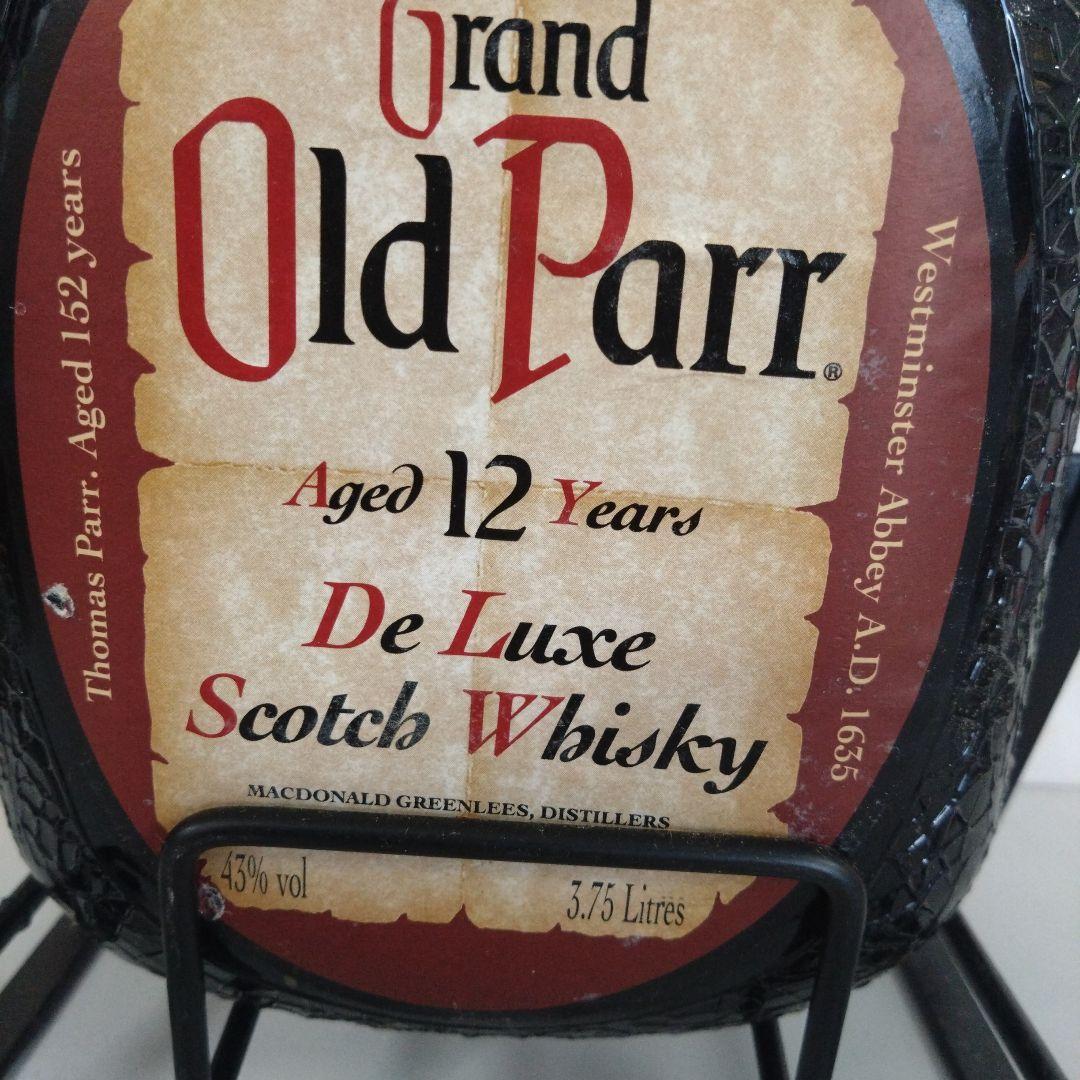 Grand
Old Parr®
Aged 12 Years
De Luxe
Scotch Whisky
MACDONALD GREENLEES, DISTILLERS
43% vol
3.75 Litres
Thomas Parr. Aged 152 years
Westminster Abbey A.D. 1635